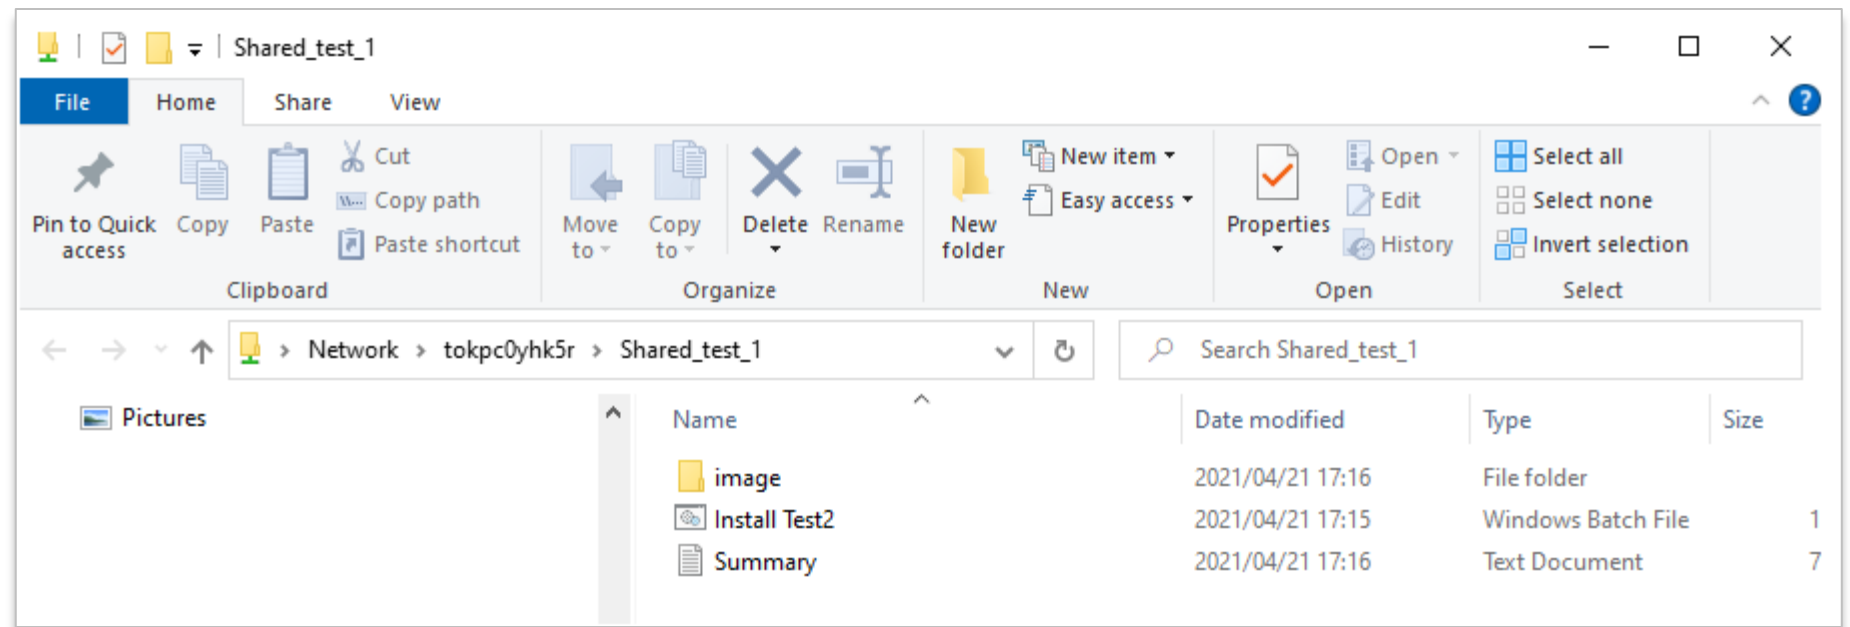 Shared_test_1
File Home Share View
Pin to Quick access
Copy
Paste
Cut
Copy path
Paste shortcut
Clipboard
Move to
Copy to
Delete
Rename
Organize
New folder
New item
Easy access
New
Properties
Open
Edit
History
Open
Select all
Select none
Invert selection
Select
Network > tokpc0yhk5r > Shared_test_1
Search Shared_test_1
Pictures
Name Date modified Type Size
image 2021/04/21 17:16 File folder
Install Test2 2021/04/21 17:15 Windows Batch File 1
Summary 2021/04/21 17:16 Text Document 7